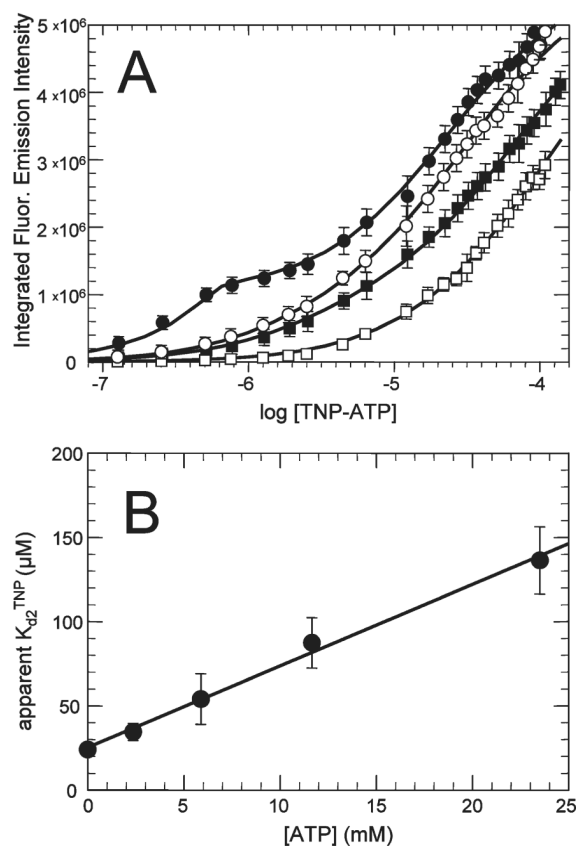 A
Integrated Fluor. Emission Intensity
5 ×10⁶
4 ×10⁶
3 ×10⁶
2 ×10⁶
1 ×10⁶
0
-7 -6 -5 -4
log [TNP-ATP]
B
apparent K_d2^TNP (µM)
200
150
100
50
0
0 5 10 15 20 25
[ATP] (mM)